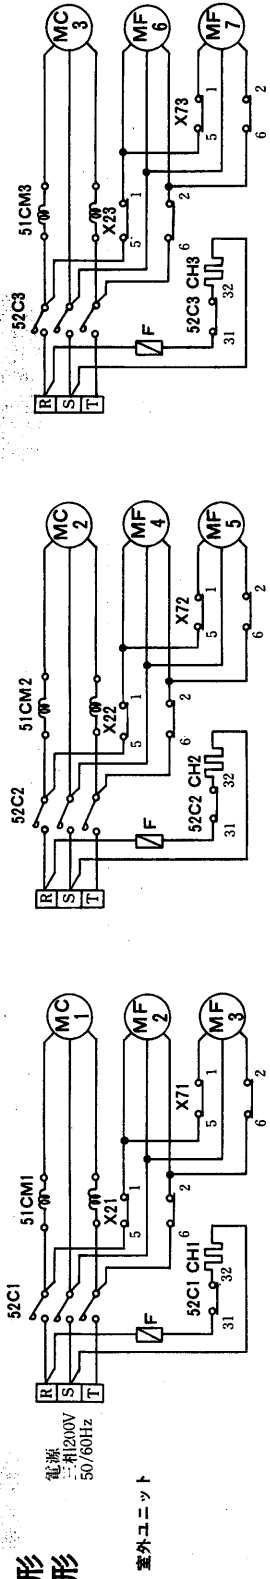 形
形
電源
三相200V
50/60Hz
室外ユニット
52C1
51CM1
MC
1
R
S
T
X21
5
1
6
2
MF
2
X71
5
1
6
2
MF
3
F
52C1
CH1
31
32
52C2
51CM2
MC
2
R
S
T
X22
5
1
6
2
MF
4
X72
5
1
6
2
MF
5
F
52C2
CH2
31
32
52C3
51CM3
MC
3
R
S
T
X23
5
1
6
2
MF
6
X73
5
1
6
2
MF
7
F
52C3
CH3
31
32